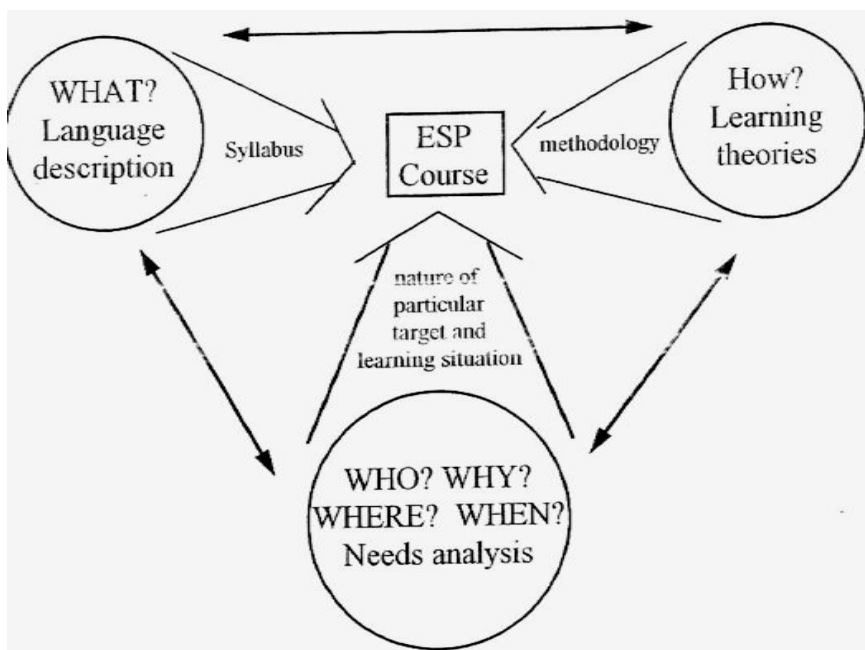 WHAT?
Language
description
Syllabus
ESP
Course
methodology
How?
Learning
theories
nature of
particular
target and
learning situation
WHO? WHY?
WHERE? WHEN?
Needs analysis